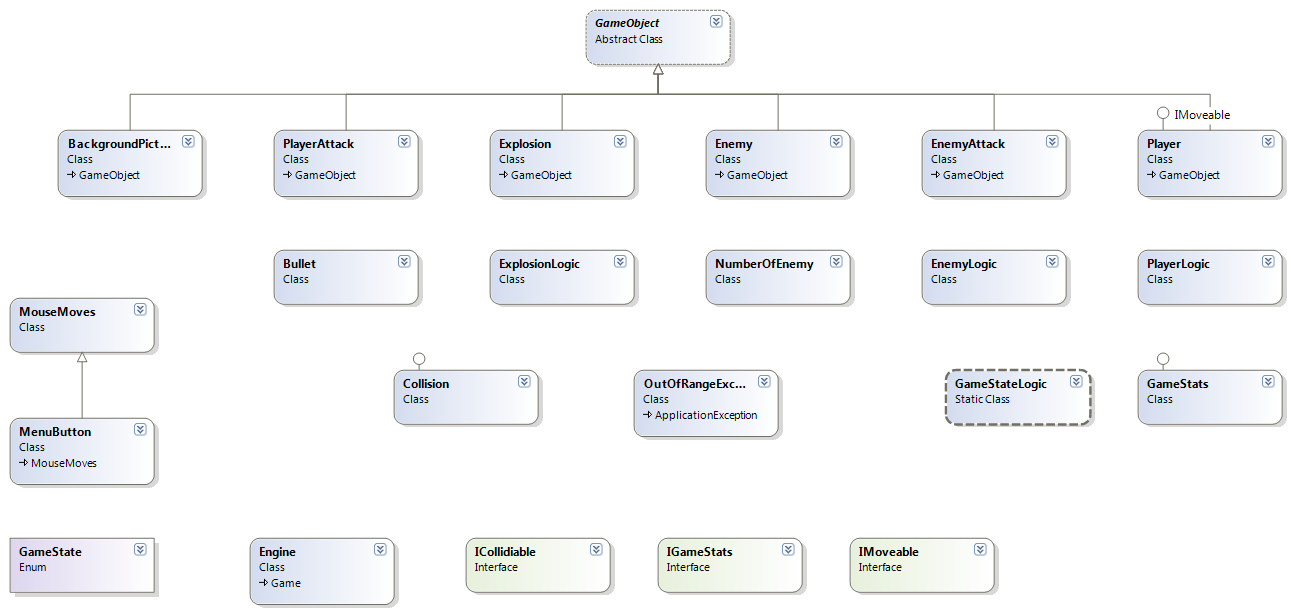 GameObject
Abstract Class
IMoveable
BackgroundPict...
Class
GameObject
PlayerAttack
Class
GameObject
Explosion
Class
GameObject
Enemy
Class
GameObject
EnemyAttack
Class
GameObject
Player
Class
GameObject
Bullet
Class
ExplosionLogic
Class
NumberOfEnemy
Class
EnemyLogic
Class
PlayerLogic
Class
MouseMoves
Class
Collision
Class
OutOfRangeExc...
Class
ApplicationException
GameStateLogic
Static Class
GameStats
Class
MenuButton
Class
MouseMoves
GameState
Enum
Engine
Class
Game
ICollidiable
Interface
IGameStats
Interface
IMoveable
Interface